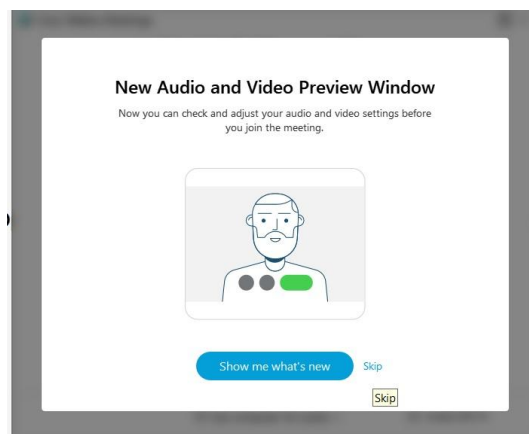 New Audio and Video Preview Window
Now you can check and adjust your audio and video settings before
you join the meeting.
Show me what's new
Skip
Skip